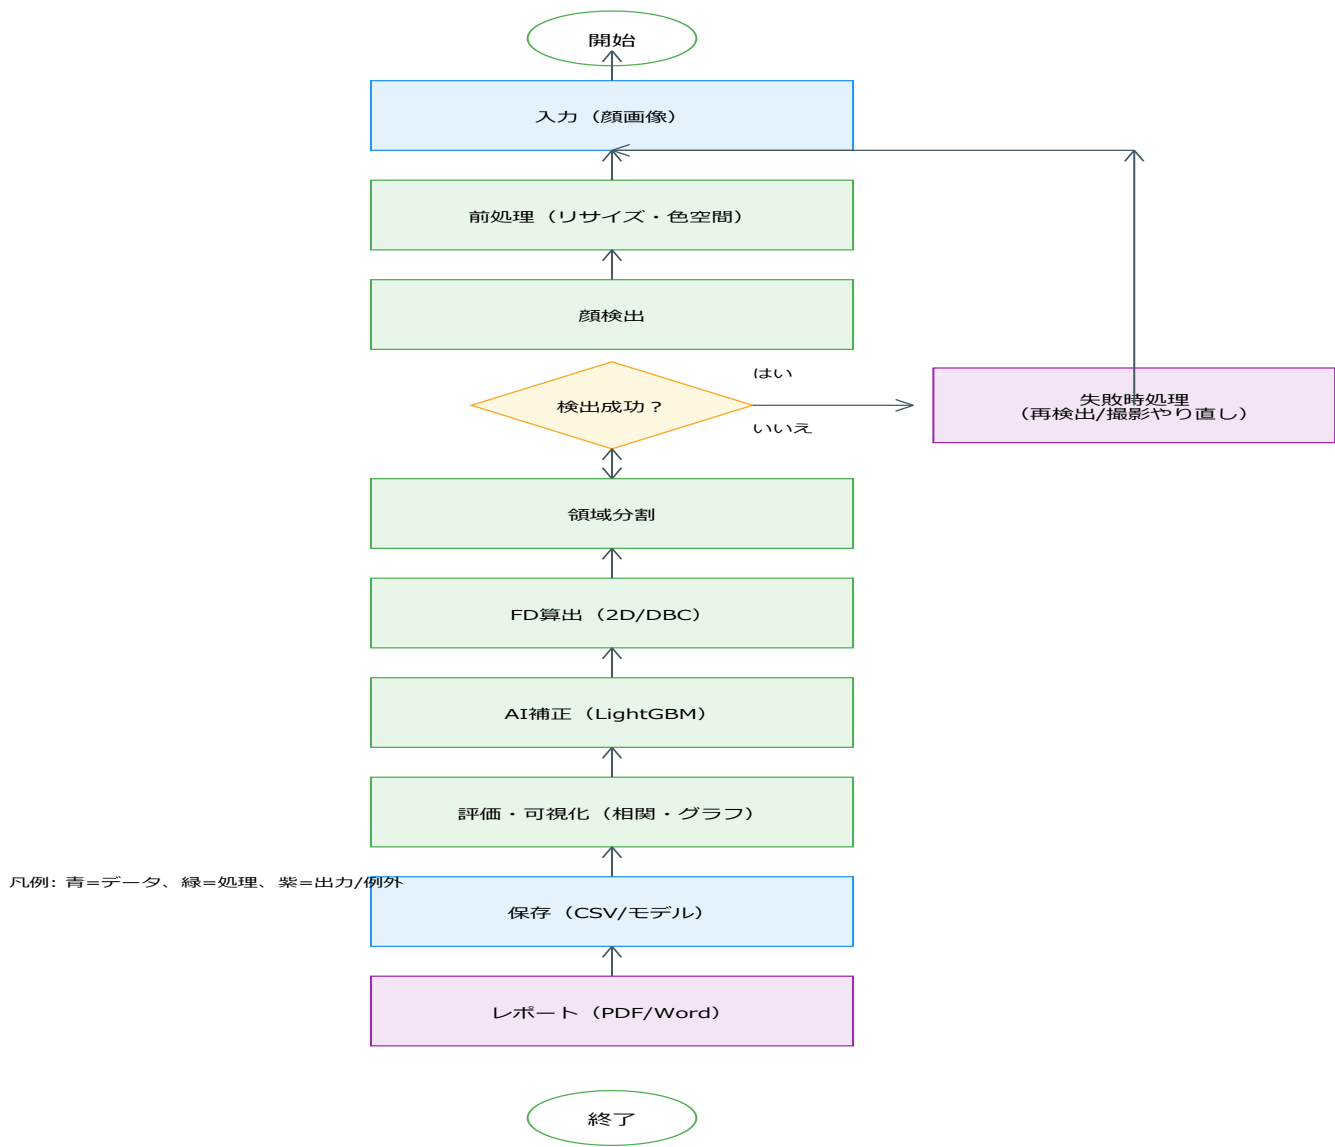 開始
入力（顔画像）
前処理（リサイズ・色空間）
顔検出
はい
検出成功？
いいえ
失敗時処理
（再検出/撮影やり直し）
領域分割
FD算出（2D/DBC）
AI補正（LightGBM）
評価・可視化（相関・グラフ）
凡例: 青=データ、緑=処理、紫=出力/例外
保存（CSV/モデル）
レポート（PDF/Word）
終了